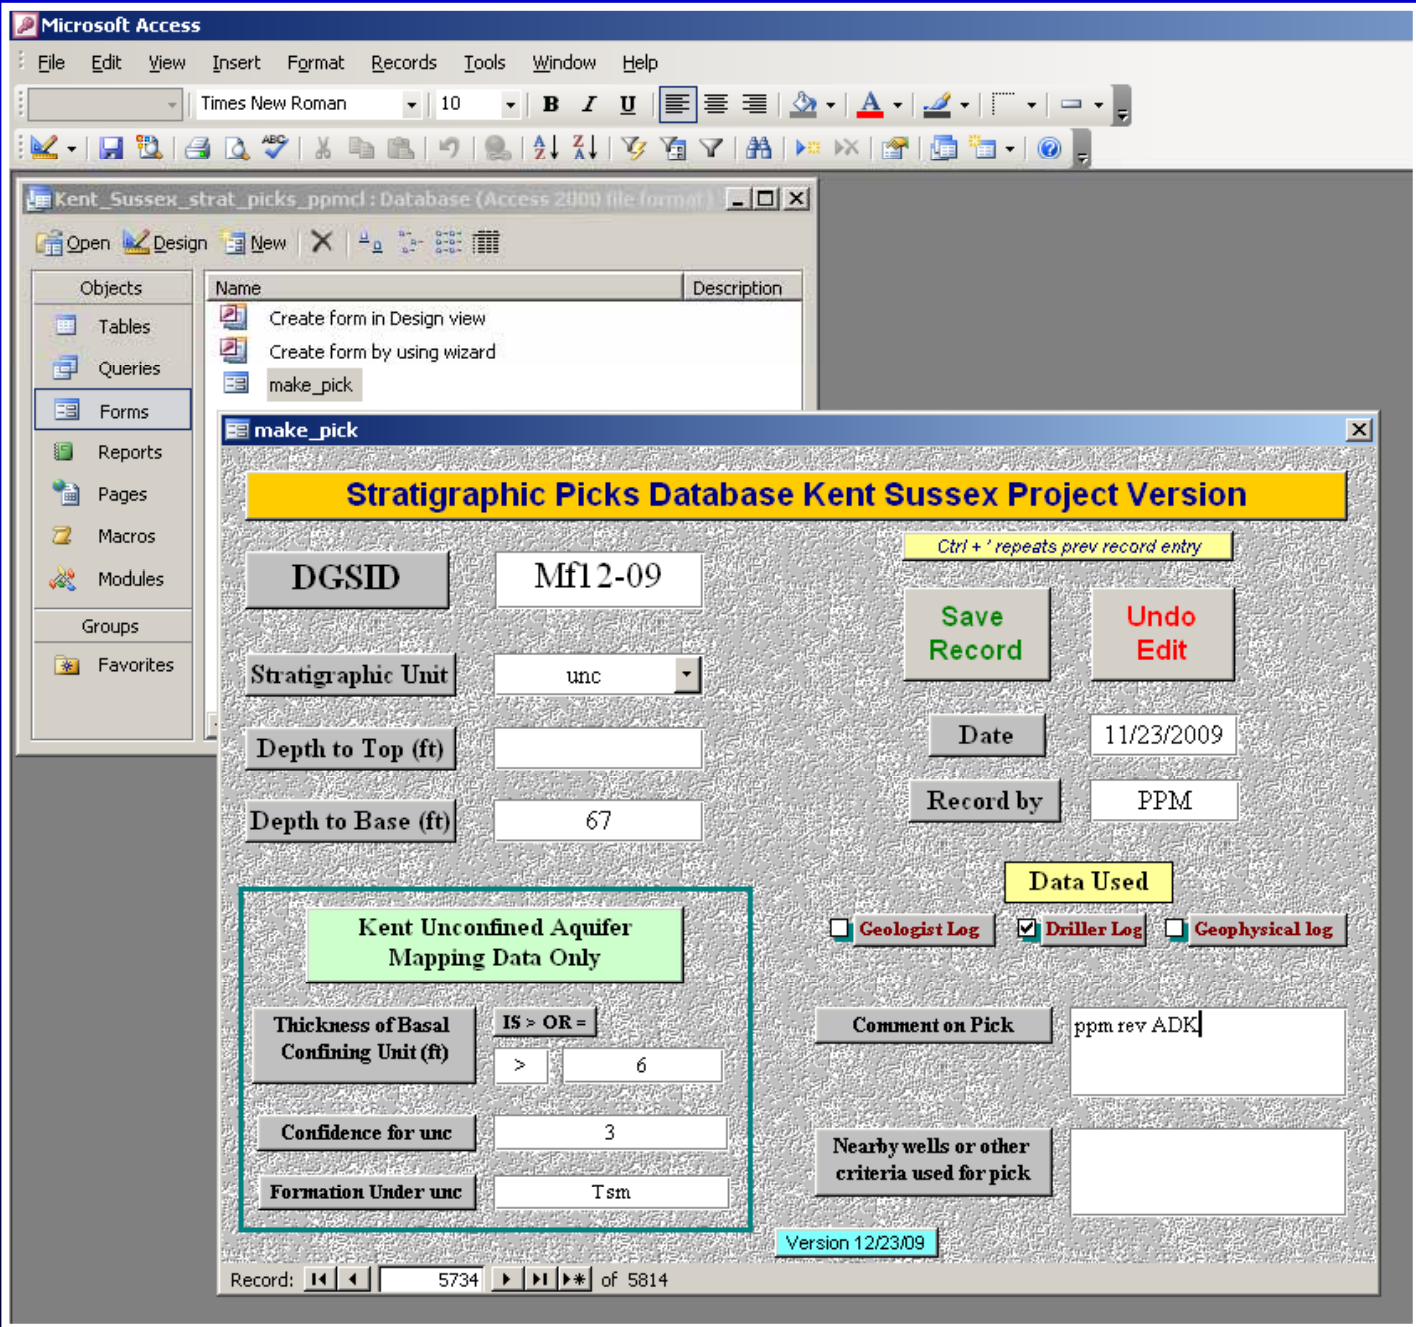 Microsoft Access
File Edit View Insert Format Records Tools Window Help
Times New Roman 10 B I U
Kent_Sussex_strat_picks_ppmcl : Database (Access 2000 file format)
Open Design New
Objects
Name Description
Tables
Create form in Design view
Create form by using wizard
Queries
make_pick
Forms
Reports
Pages
Macros
Modules
Groups
Favorites
make_pick
Stratigraphic Picks Database Kent Sussex Project Version
Ctrl + ' repeats prev record entry
DGSID Mf12-09
Save Record
Undo Edit
Stratigraphic Unit unc
Depth to Top (ft)
Date 11/23/2009
Depth to Base (ft) 67
Record by PPM
Data Used
Geologist Log Driller Log Geophysical log
Kent Unconfined Aquifer
Mapping Data Only
Thickness of Basal
Confining Unit (ft)
IS > OR =
> 6
Comment on Pick ppm rev ADK
Confidence for unc 3
Nearby wells or other
criteria used for pick
Formation Under unc Tsm
Version 12/23/09
Record: 5734 of 5814